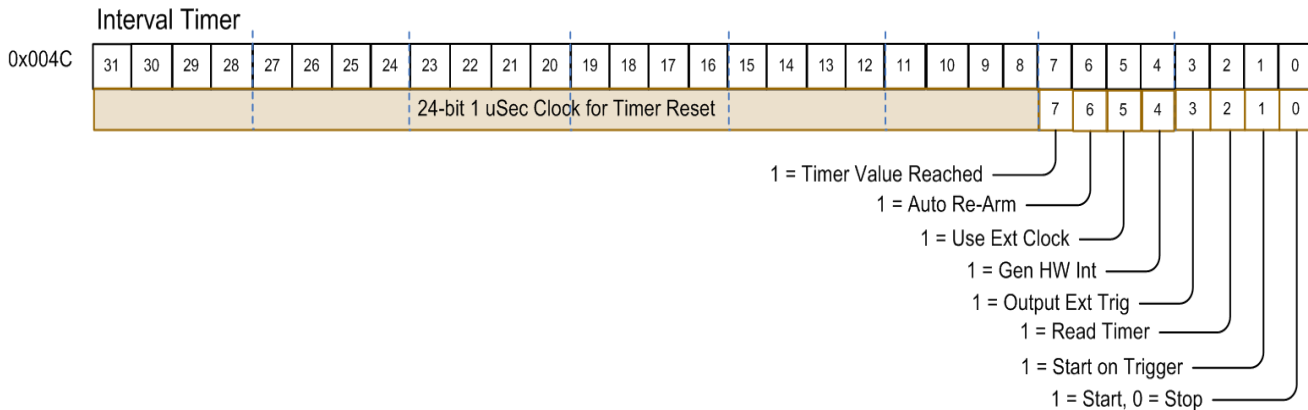 Interval Timer
0x004C 31 30 29 28 27 26 25 24 23 22 21 20 19 18 17 16 15 14 13 12 11 10 9 8 7 6 5 4 3 2 1 0
24-bit 1 uSec Clock for Timer Reset 7 6 5 4 3 2 1 0
1 = Timer Value Reached
1 = Auto Re-Arm
1 = Use Ext Clock
1 = Gen HW Int
1 = Output Ext Trig
1 = Read Timer
1 = Start on Trigger
1 = Start, 0 = Stop